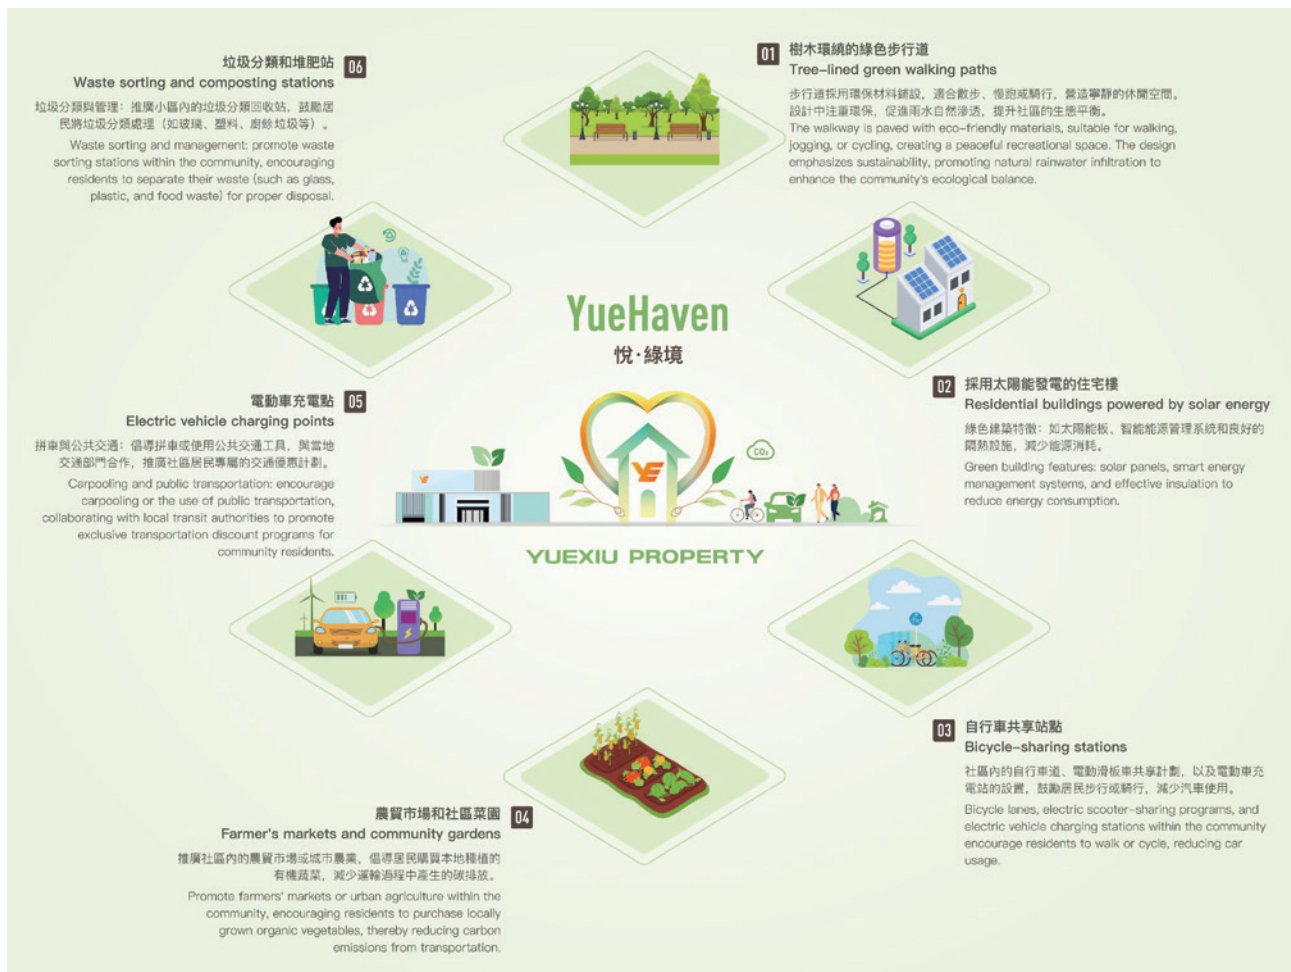 01
樹木環繞的綠色步行道
Tree-lined green walking paths
步行道採用環保材料鋪設，適合散步、慢跑或騎行，營造寧靜的休閒空間。
設計中注重環保，促進雨水自然滲透，提升社區的生態平衡。
The walkway is paved with eco-friendly materials, suitable for walking,
jogging, or cycling, creating a peaceful recreational space. The design
emphasizes sustainability, promoting natural rainwater infiltration to
enhance the community's ecological balance.
02
採用太陽能發電的住宅樓
Residential buildings powered by solar energy
綠色建築特徵：如太陽能板、智能能源管理系統和良好的
隔熱設施，減少能源消耗。
Green building features: solar panels, smart energy
management systems, and effective insulation to
reduce energy consumption.
03
自行車共享站點
Bicycle-sharing stations
社區內的自行車道、電動滑板車共享計劃，以及電動車充
電站的設置，鼓勵居民步行或騎行，減少汽車使用。
Bicycle lanes, electric scooter-sharing programs, and
electric vehicle charging stations within the community
encourage residents to walk or cycle, reducing car
usage.
04
農貿市場和社區菜園
Farmer's markets and community gardens
推廣社區內的農貿市場或城市農業，倡導居民購買本地種植的
有機蔬菜，減少運輸過程中產生的碳排放。
Promote farmers' markets or urban agriculture within the
community, encouraging residents to purchase locally
grown organic vegetables, thereby reducing carbon
emissions from transportation.
05
電動車充電點
Electric vehicle charging points
拼車與公共交通：倡導拼車或使用公共交通工具，與當地
交通部門合作，推廣社區居民專屬的交通優惠計劃。
Carpooling and public transportation: encourage
carpooling or the use of public transportation,
collaborating with local transit authorities to promote
exclusive transportation discount programs for
community residents.
06
垃圾分類和堆肥站
Waste sorting and composting stations
垃圾分類與管理：推廣小區內的垃圾分類回收站，鼓勵居
民將垃圾分類處理（如玻璃、塑料、廚餘垃圾等）。
Waste sorting and management: promote waste
sorting stations within the community, encouraging
residents to separate their waste (such as glass,
plastic, and food waste) for proper disposal.
YueHaven
悅·綠境
YE
CO₂
YUEXIU PROPERTY